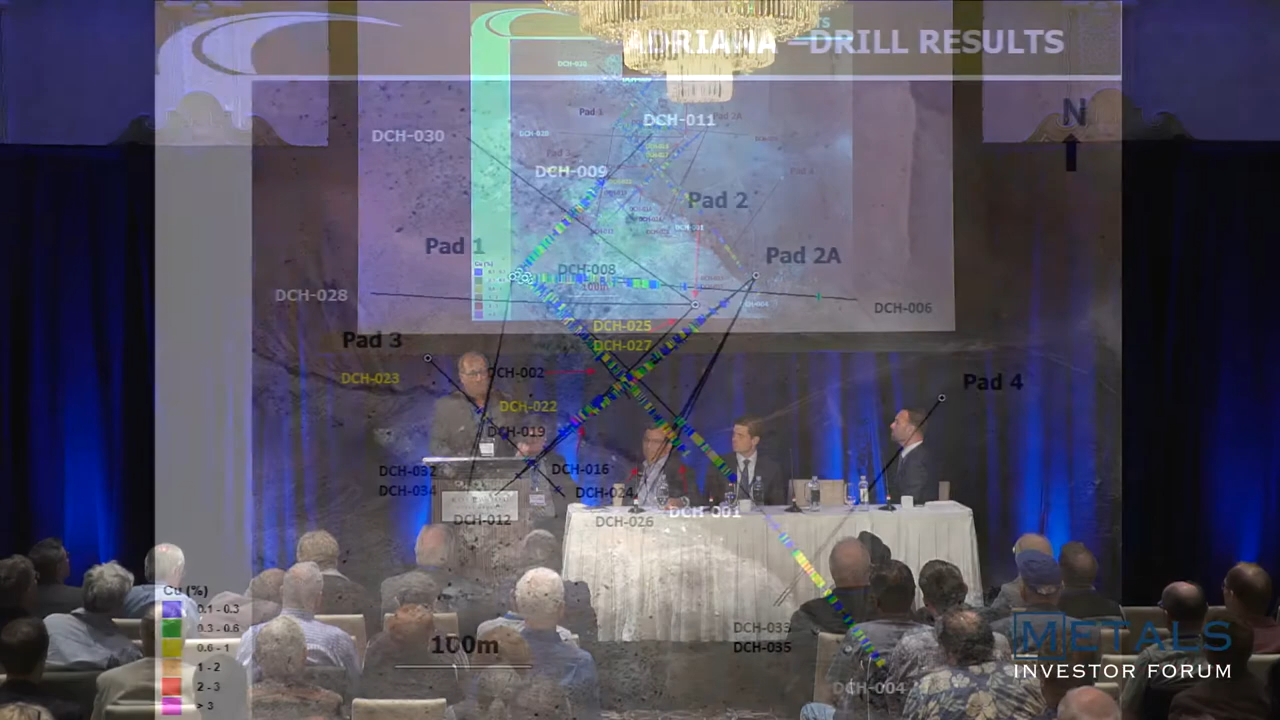 ADRIANA –DRILL RESULTS
N
DCH-030
DCH-011
DCH-009
Pad 2
Pad 1
Pad 2A
DCH-008
DCH-028
DCH-006
DCH-025
DCH-027
Pad 3
DCH-023
DCH-002
Pad 4
DCH-022
DCH-019
DCH-032
DCH-016
DCH-034
DCH-024
DCH-012
DCH-026
DCH-001
Cu (%)
0.1 - 0.3
0.3 - 0.6
0.6 - 1
1 - 2
2 - 3
> 3
100m
DCH-033
DCH-035
DCH-004
METALS
INVESTOR FORUM